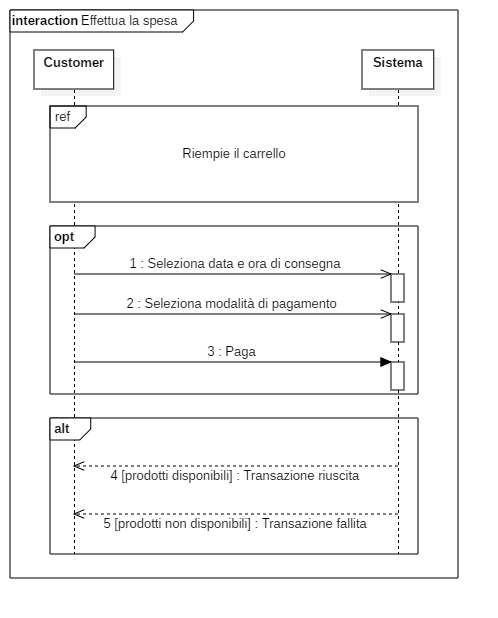 interaction Effettua la spesa
Customer
Sistema
ref
Riempie il carrello
opt
1 : Seleziona data e ora di consegna
2 : Seleziona modalità di pagamento
3 : Paga
alt
4 [prodotti disponibili] : Transazione riuscita
5 [prodotti non disponibili] : Transazione fallita